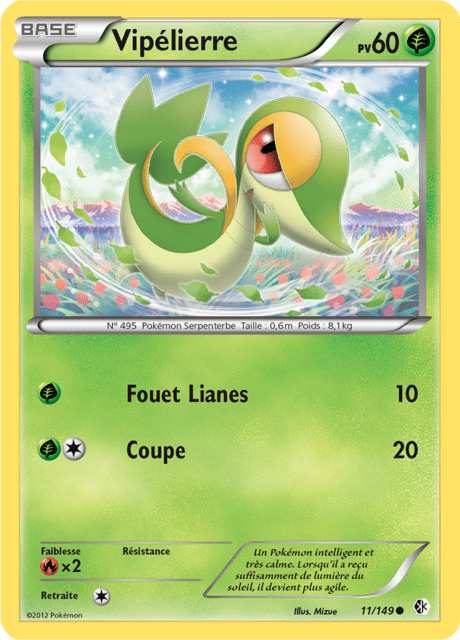 BASE Vipélierre PV60
N° 495 Pokémon Serpenterbe Taille : 0,6m Poids : 8,1kg
Fouet Lianes 10
Coupe 20
Faiblesse Résistance
×2
Retraite
Un Pokémon intelligent et
très calme. Lorsqu'il a reçu
suffisamment de lumière du
soleil, il devient plus agile.
©2012 Pokémon Illus. Mizue 11/149